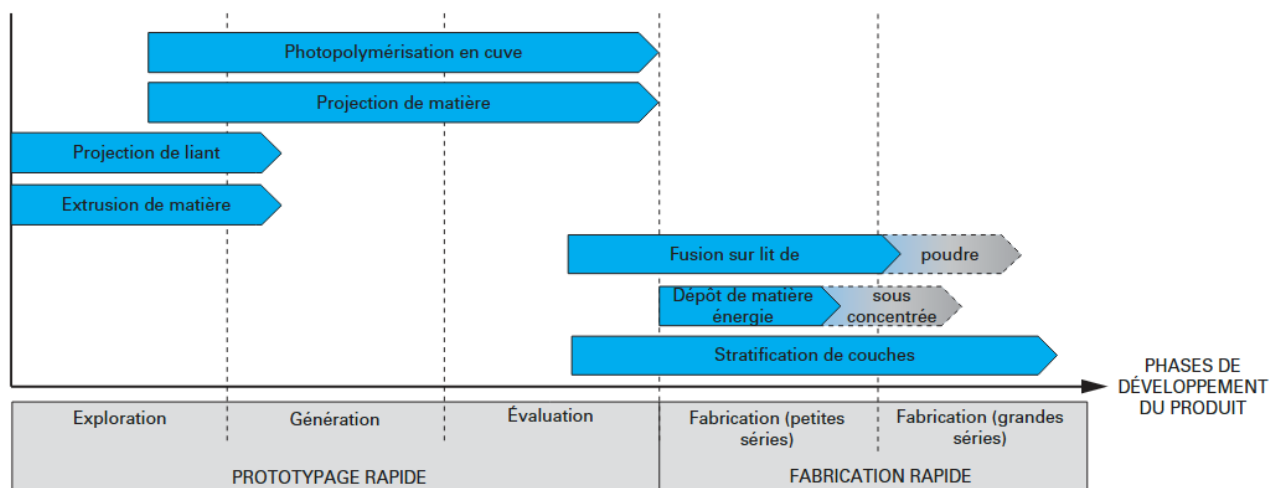 Photopolymérisation en cuve
Projection de matière
Projection de liant
Extrusion de matière
Fusion sur lit de poudre
Dépôt de matière sous
énergie concentrée
Stratification de couches
PHASES DE
DÉVELOPPEMENT
DU PRODUIT
Exploration
Génération
Évaluation
Fabrication (petites
séries)
Fabrication (grandes
séries)
PROTOTYPAGE RAPIDE
FABRICATION RAPIDE